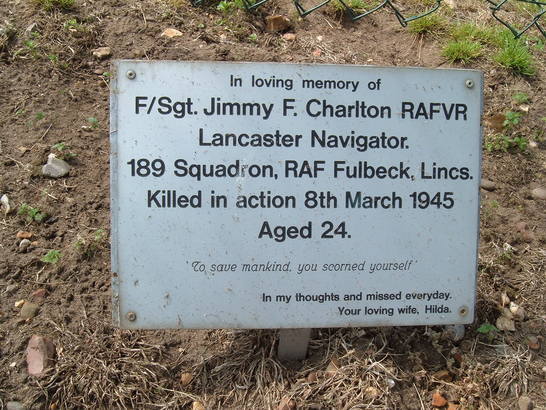 In loving memory of
F/Sgt. Jimmy F. Charlton RAFVR
Lancaster Navigator.
189 Squadron, RAF Fulbeck, Lincs.
Killed in action 8th March 1945
Aged 24.
'To save mankind, you scorned yourself'
In my thoughts and missed everyday.
Your loving wife, Hilda.